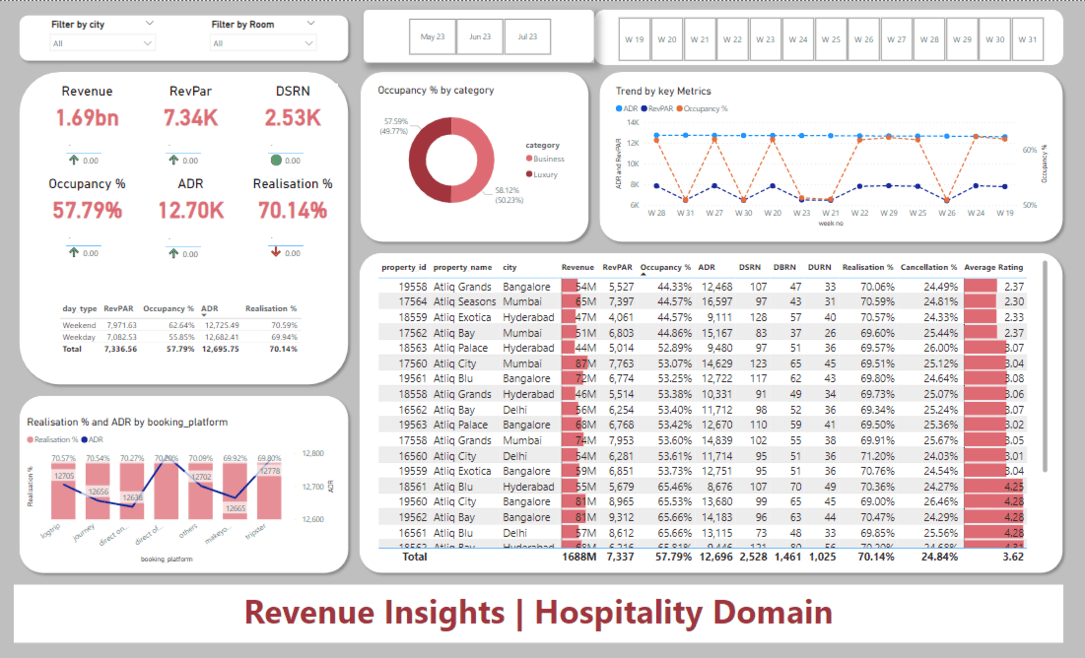 Filter by city
All
Filter by Room
All
May 23 Jun 23 Jul 23
W 19 W 20 W 21 W 22 W 23 W 24 W 25 W 26 W 27 W 28 W 29 W 30 W 31
Revenue RevPar DSRN
1.69bn 7.34K 2.53K
0.00 0.00 0.00
Occupancy % ADR Realisation %
57.79% 12.70K 70.14%
0.00 0.00 0.00
day_type RevPAR Occupancy % ADR Realisation %
Weekend 7,971.63 62.64% 12,725.49 70.59%
Weekday 7,082.53 55.85% 12,682.41 69.94%
Total 7,336.56 57.79% 12,695.75 70.14%
Occupancy % by category
57.59%
(49.77%)
58.12%
(50.23%)
category
Business
Luxury
Trend by key Metrics
ADR RevPAR Occupancy %
ADR and RevPAR
14K
12K
10K
8K
6K
60%
50%
Occupancy %
W 28 W 31 W 27 W 30 W 20 W 23 W 21 W 22 W 29 W 25 W 26 W 24 W 19
week no
Realisation % and ADR by booking_platform
Realisation % ADR
Realisation %
70.57% 70.54% 70.27% 70.09% 69.92% 69.80%
12705 12656 12638 12702 12665 12778
12,800
12,700
12,600
ADR
logtrip journey direct on... direct of... others makeyo... tripster
booking platform
property_id property_name city Revenue RevPAR Occupancy % ADR DSRN DBRN DURN Realisation % Cancellation % Average Rating
19558 Atliq Grands Bangalore 54M 5,527 44.33% 12,468 107 47 33 70.06% 24.49% 2.37
17564 Atliq Seasons Mumbai 65M 7,397 44.57% 16,597 97 43 31 70.59% 24.81% 2.30
18559 Atliq Exotica Hyderabad 47M 4,061 44.57% 9,111 128 57 40 70.57% 24.33% 2.33
17562 Atliq Bay Mumbai 51M 6,803 44.86% 15,167 83 37 26 69.60% 25.44% 2.37
18563 Atliq Palace Hyderabad 44M 5,014 52.89% 9,480 97 51 36 69.57% 26.00% 3.07
17560 Atliq City Mumbai 87M 7,763 53.07% 14,629 123 65 45 69.51% 25.12% 3.04
19561 Atliq Blu Bangalore 72M 6,774 53.25% 12,722 117 62 43 69.80% 24.64% 3.08
18558 Atliq Grands Hyderabad 46M 5,514 53.38% 10,331 91 49 34 69.73% 25.07% 3.06
16562 Atliq Bay Delhi 56M 6,254 53.40% 11,712 98 52 36 69.34% 25.24% 3.07
19563 Atliq Palace Bangalore 68M 6,768 53.42% 12,670 110 59 41 69.50% 25.36% 3.02
17558 Atliq Grands Mumbai 74M 7,953 53.60% 14,839 102 55 38 69.91% 25.67% 3.05
16560 Atliq City Delhi 54M 6,281 53.61% 11,714 95 51 36 71.20% 24.03% 3.01
19559 Atliq Exotica Bangalore 59M 6,851 53.73% 12,751 95 51 36 70.76% 24.54% 3.04
18561 Atliq Blu Hyderabad 55M 5,679 65.46% 8,676 107 70 49 70.36% 24.27% 4.25
19560 Atliq City Bangalore 81M 8,965 65.53% 13,680 99 65 45 69.00% 26.46% 4.28
19562 Atliq Bay Bangalore 81M 9,312 65.66% 14,183 96 63 44 70.47% 24.29% 4.28
16561 Atliq Blu Delhi 57M 8,612 65.66% 13,115 73 48 33 69.85% 25.56% 4.28
Total 1688M 7,337 57.79% 12,696 2,528 1,461 1,025 70.14% 24.84% 3.62
Revenue Insights | Hospitality Domain